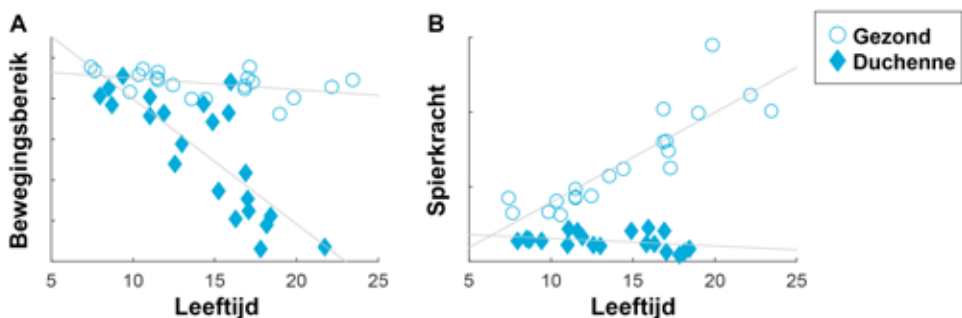 A
Bewegingsbereik
5 10 15 20 25
Leeftijd
B
Spierkracht
5 10 15 20 25
Leeftijd
Gezond
Duchenne